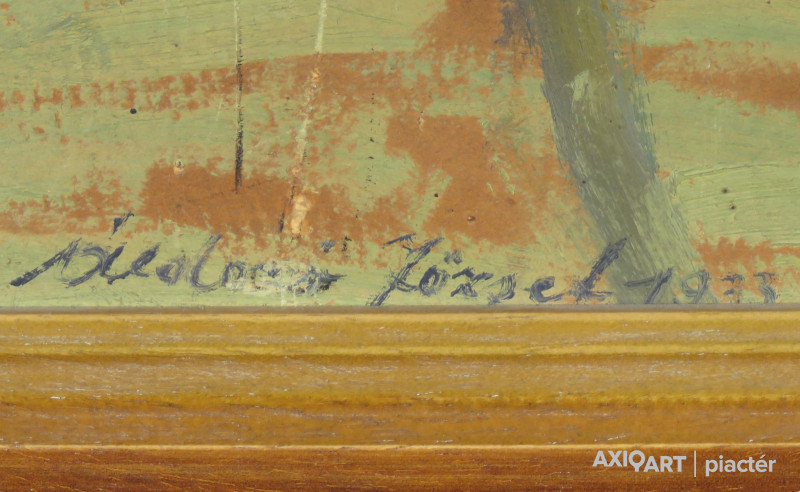 József 1933
AXIOART | piactér